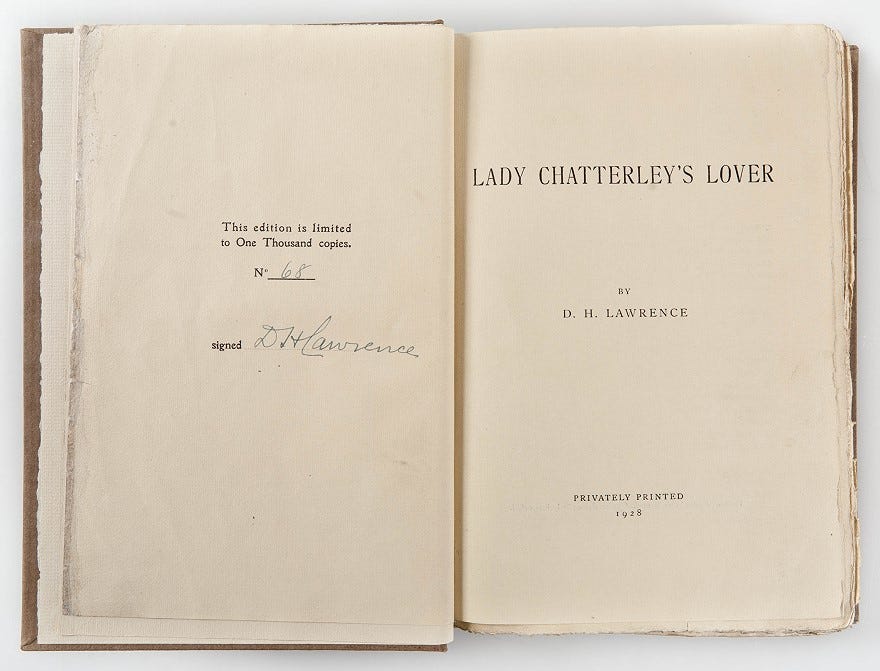 This edition is limited
to One Thousand copies.
Nº 68
signed D H Lawrence
LADY CHATTERLEY'S LOVER
BY
D. H. LAWRENCE
PRIVATELY PRINTED
1928